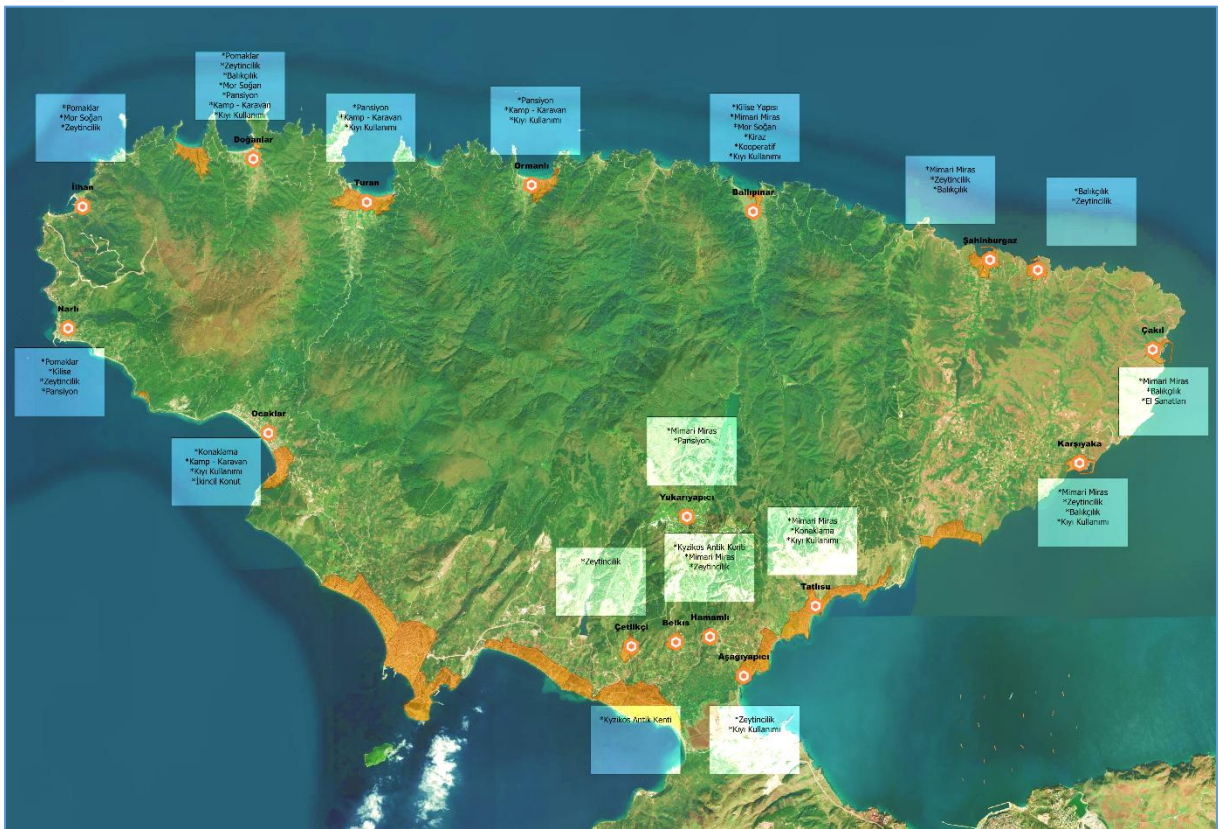 *Pomaklar
*Zeytincilik
*Balıkçılık
*Mor Soğan
*Pansiyon
*Kamp - Karavan
*Kıyı Kullanımı
Doğanlar
*Pomaklar
*Mor Soğan
*Zeytincilik
İlhan
*Pansiyon
*Kamp - Karavan
*Kıyı Kullanımı
Turan
*Pansiyon
*Kamp - Karavan
*Kıyı Kullanımı
Ormanlı
*Kilise Yapısı
*Mimari Miras
*Mor Soğan
*Kiraz
*Kooperatif
*Kıyı Kullanımı
Ballıpınar
*Mimari Miras
*Zeytincilik
*Balıkçılık
Şahinburgaz
*Balıkçılık
*Zeytincilik
Narlı
*Pomaklar
*Kilise
*Zeytincilik
*Pansiyon
Çakıl
*Mimari Miras
*Balıkçılık
*El Sanatları
Ocaklar
*Konaklama
*Kamp - Karavan
*Kıyı Kullanımı
*İkincil Konut
*Mimari Miras
*Pansiyon
Yukarıyapıcı
Karşıyaka
*Mimari Miras
*Zeytincilik
*Balıkçılık
*Kıyı Kullanımı
*Mimari Miras
*Konaklama
*Kıyı Kullanımı
Tatlısu
*Zeytincilik
*Kyzikos Antik Kenti
*Mimari Miras
*Zeytincilik
Çeltikçi
Belkıs
Hamamlı
Aşağıyapıcı
*Kyzikos Antik Kenti
*Zeytincilik
*Kıyı Kullanımı